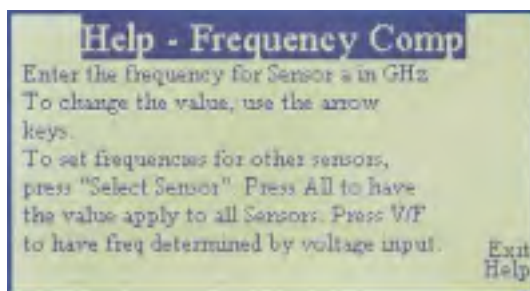 Help - Frequency Comp
Enter the frequency for Sensor a in GHz
To change the value, use the arrow
keys.
To set frequencies for other sensors,
press "Select Sensor". Press All to have
the value apply to all Sensors. Press V/F
to have freq determined by voltage input.
Exit
Help